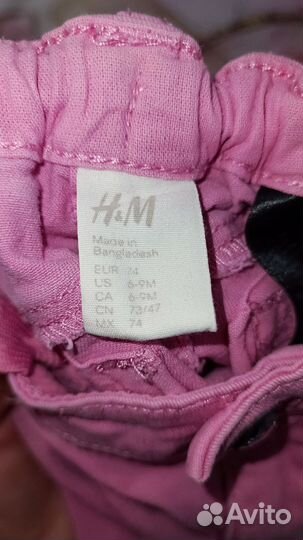 H&M
Made in
Bangladesh
EUR 74
US 6-9M
CA 6-9M
CN 73/47
MX 74
Avito